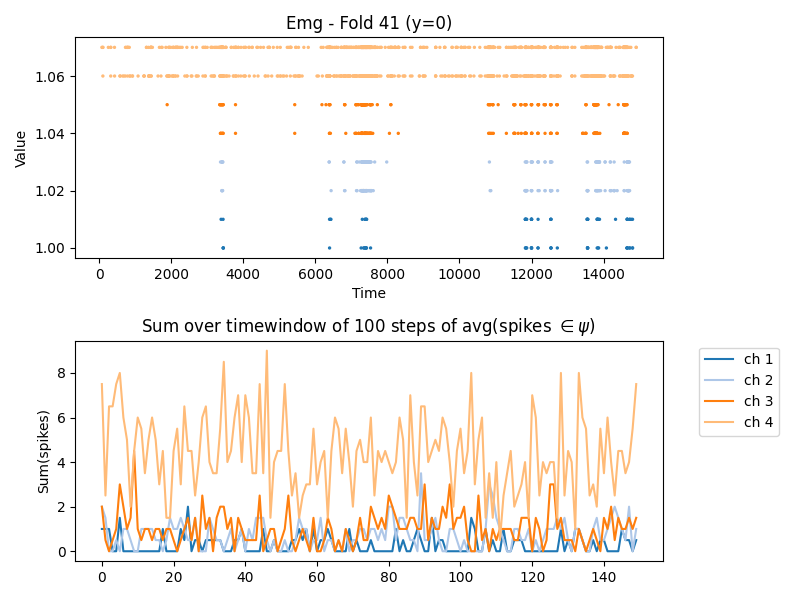 Emg - Fold 41 (y=0)
Value
1.06
1.04
1.02
1.00
0 2000 4000 6000 8000 10000 12000 14000
Time
Sum over timewindow of 100 steps of avg(spikes ∈ψ)
Sum(spikes)
8
6
4
2
0
0 20 40 60 80 100 120 140
ch 1
ch 2
ch 3
ch 4